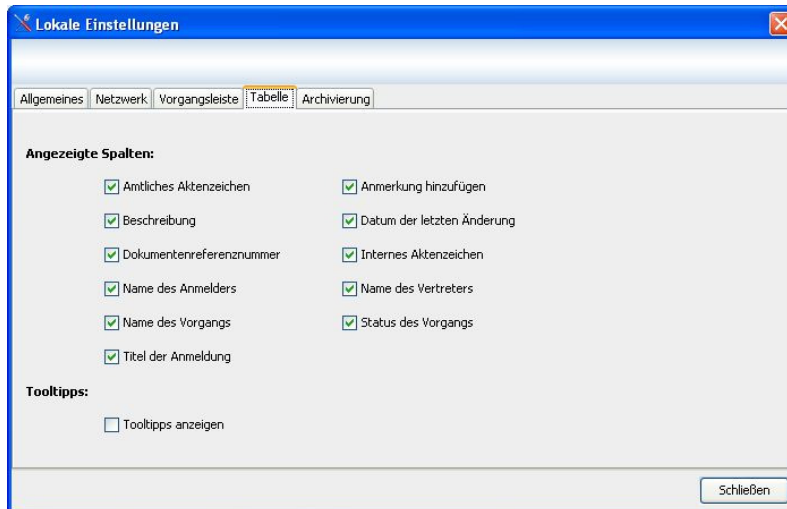 Lokale Einstellungen
Allgemeines Netzwerk Vorgangsleiste Tabelle Archivierung
Angezeigte Spalten:
Amtliches Aktenzeichen Anmerkung hinzufügen
Beschreibung Datum der letzten Änderung
Dokumentenreferenznummer Internes Aktenzeichen
Name des Anmelders Name des Vertreters
Name des Vorgangs Status des Vorgangs
Titel der Anmeldung
Tooltipps:
Tooltipps anzeigen
Schließen